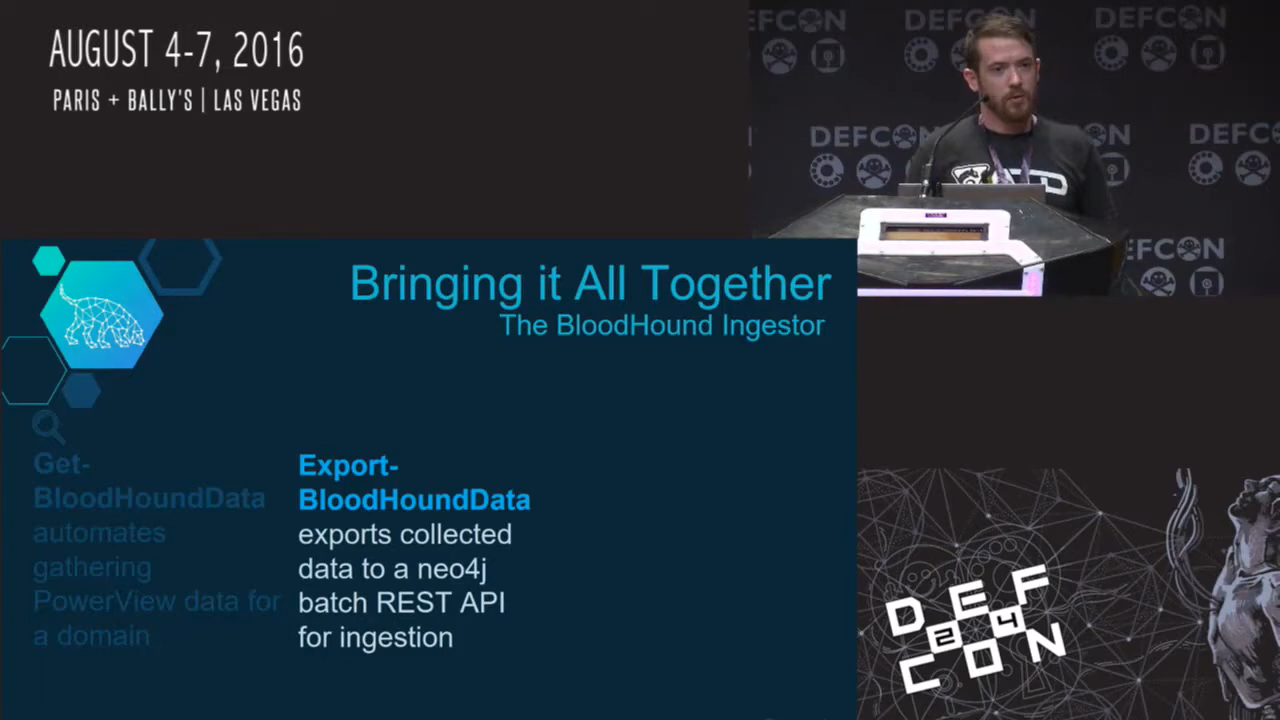 AUGUST 4-7, 2016
PARIS + BALLY'S | LAS VEGAS
DEFCON
DEFCON
DEFCON
DEFCON
DEFCON
DEFC
EFCON
Bringing it All Together
The BloodHound Ingestor
Get-
BloodHoundData
automates
gathering
PowerView data for
a domain
Export-
BloodHoundData
exports collected
data to a neo4j
batch REST API
for ingestion
DEF
24
CON